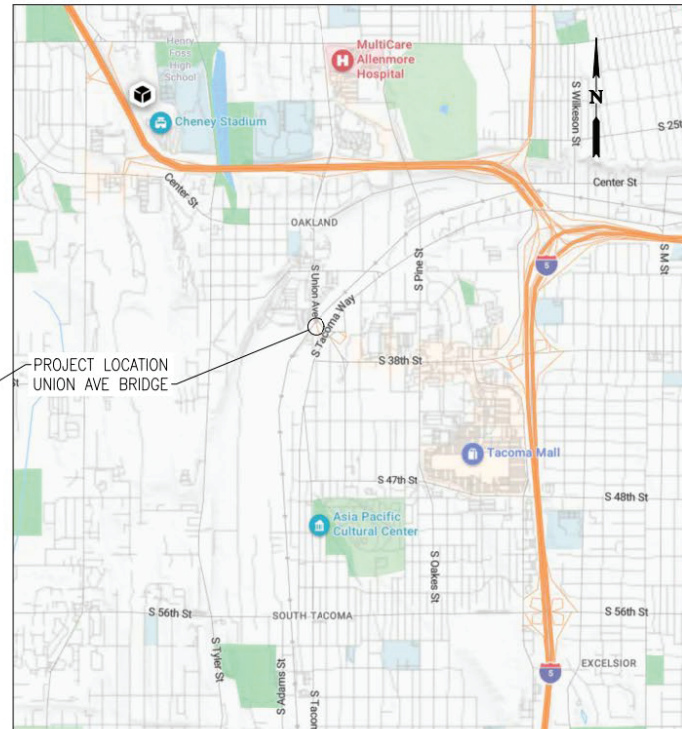 Henry
Foss
High
School
MultiCare
Allenmore
Hospital
H
N
S Wilkeson St
S 25t
Cheney Stadium
Center St
Center St
OAKLAND
S Pine St
5
S M St
S Union Ave
S Tacoma Way
PROJECT LOCATION
UNION AVE BRIDGE
S 38th St
Tacoma Mall
S 47th St
S 48th St
Asia Pacific
Cultural Center
S Oakes St
S 56th St
SOUTH TACOMA
S 56th St
S Tyler St
S Adams St
S Tacon
EXCELSIOR
5